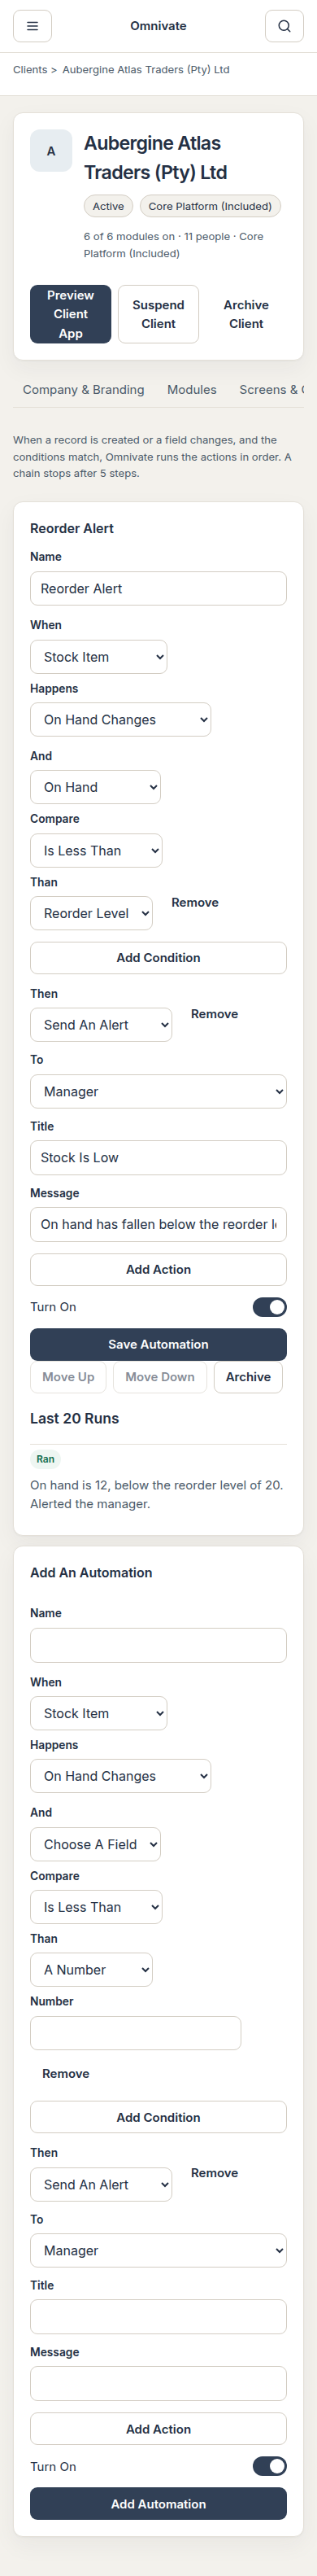 Omnivate
Clients > Aubergine Atlas Traders (Pty) Ltd
A
Aubergine Atlas
Traders (Pty) Ltd
Active
Core Platform (Included)
6 of 6 modules on · 11 people · Core
Platform (Included)
Preview
Client
App
Suspend
Client
Archive
Client
Company & Branding
Modules
Screens &
When a record is created or a field changes, and the
conditions match, Omnivate runs the actions in order. A
chain stops after 5 steps.
Reorder Alert
Name
Reorder Alert
When
Stock Item
Happens
On Hand Changes
And
On Hand
Compare
Is Less Than
Than
Reorder Level
Remove
Add Condition
Then
Send An Alert
Remove
To
Manager
Title
Stock Is Low
Message
On hand has fallen below the reorder
Add Action
Turn On
Save Automation
Move Up
Move Down
Archive
Last 20 Runs
Ran
On hand is 12, below the reorder level of 20.
Alerted the manager.
Add An Automation
Name
When
Stock Item
Happens
On Hand Changes
And
Choose A Field
Compare
Is Less Than
Than
A Number
Number
Remove
Add Condition
Then
Send An Alert
Remove
To
Manager
Title
Message
Add Action
Turn On
Add Automation